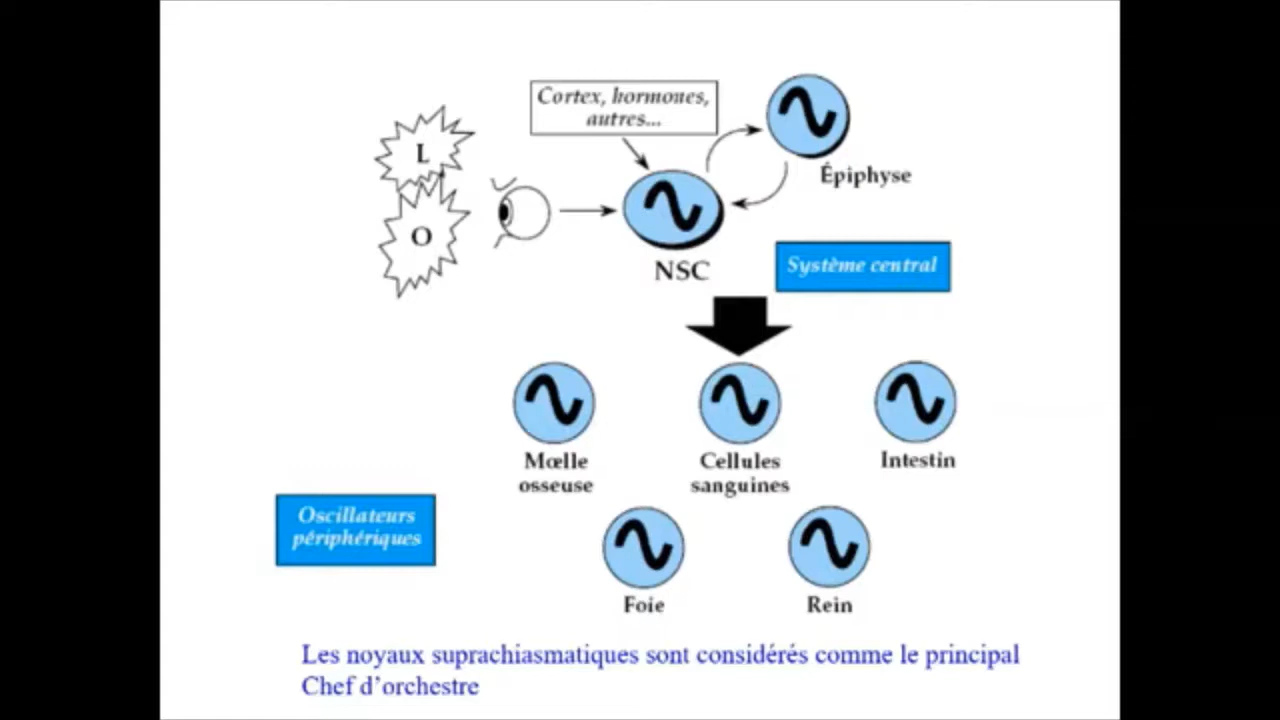 Cortex, hormones,
autres...
L
O
Épiphyse
NSC
Système central
Mœlle
osseuse
Cellules
sanguines
Intestin
Oscillateurs
périphériques
Foie
Rein
Les noyaux suprachiasmatiques sont considérés comme le principal
Chef d'orchestre